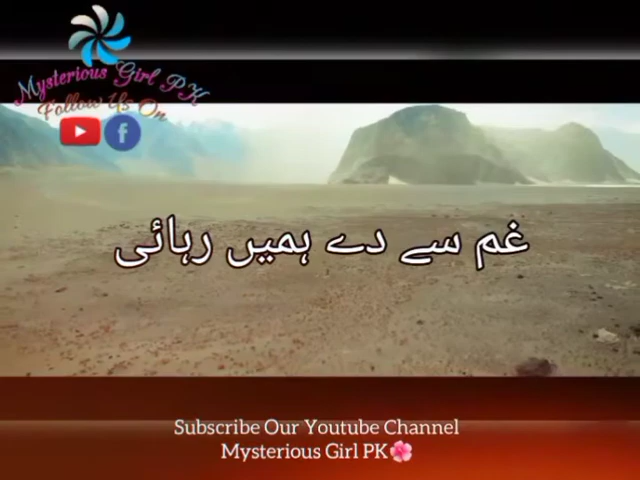 Mysterious Girl PK
Follow Us On
غم سے دے ہمیں رہائی
Subscribe Our Youtube Channel
Mysterious Girl PK🌺